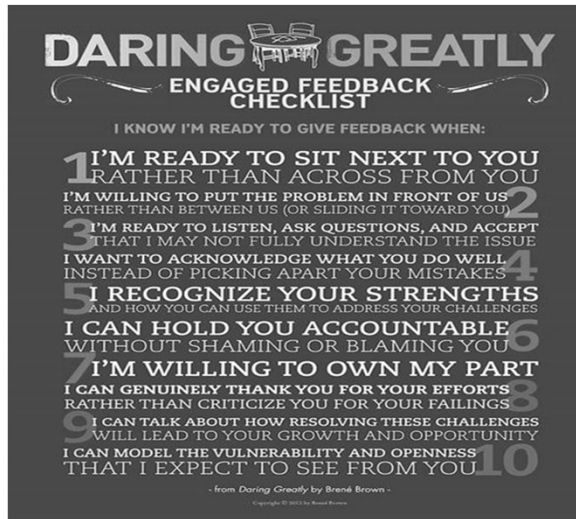 DARING GREATLY
ENGAGED FEEDBACK
CHECKLIST
I KNOW I'M READY TO GIVE FEEDBACK WHEN:
1 I'M READY TO SIT NEXT TO YOU
RATHER THAN ACROSS FROM YOU
I'M WILLING TO PUT THE PROBLEM IN FRONT OF US 2
RATHER THAN BETWEEN US (OR SLIDING IT TOWARD YOU)
3 I'M READY TO LISTEN, ASK QUESTIONS, AND ACCEPT
THAT I MAY NOT FULLY UNDERSTAND THE ISSUE
I WANT TO ACKNOWLEDGE WHAT YOU DO WELL 4
INSTEAD OF PICKING APART YOUR MISTAKES
5 I RECOGNIZE YOUR STRENGTHS
AND HOW YOU CAN USE THEM TO ADDRESS YOUR CHALLENGES
I CAN HOLD YOU ACCOUNTABLE 6
WITHOUT SHAMING OR BLAMING YOU
7 I'M WILLING TO OWN MY PART
I CAN GENUINELY THANK YOU FOR YOUR EFFORTS 8
RATHER THAN CRITICIZE YOU FOR YOUR FAILINGS
9 I CAN TALK ABOUT HOW RESOLVING THESE CHALLENGES
WILL LEAD TO YOUR GROWTH AND OPPORTUNITY
I CAN MODEL THE VULNERABILITY AND OPENNESS 10
THAT I EXPECT TO SEE FROM YOU
- from Daring Greatly by Brené Brown -
Copyright © 2012 by Brené Brown